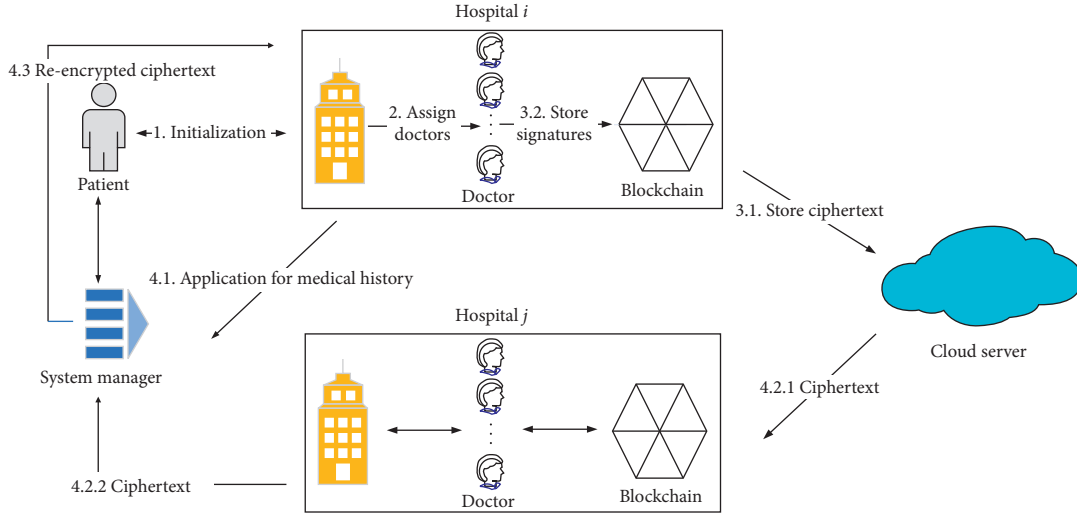 Hospital i
4.3 Re-encrypted ciphertext
1. Initialization
2. Assign
doctors
3.2. Store
signatures
Patient
Doctor
Blockchain
3.1. Store ciphertext
4.1. Application for medical history
Hospital j
System manager
Cloud server
4.2.1 Ciphertext
4.2.2 Ciphertext
Doctor
Blockchain